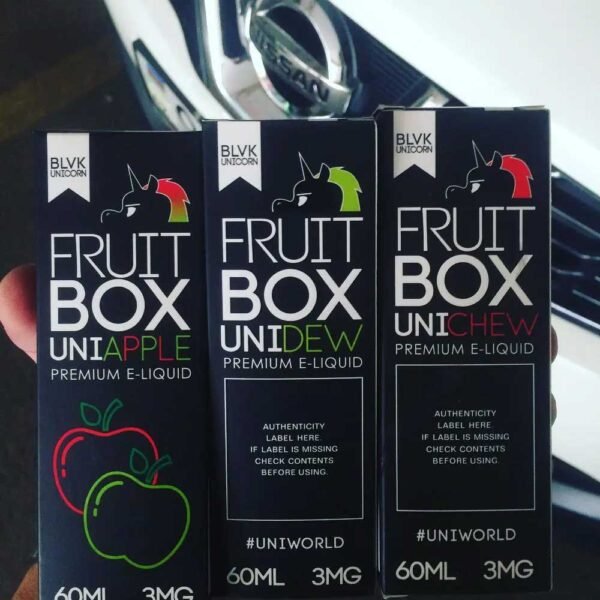 NISSAN
BLVK
UNICORN
FRUIT
BOX
UNIAPPLE
PREMIUM E-LIQUID
60ML 3MG
BLVK
UNICORN
FRUIT
BOX
UNIDEW
PREMIUM E-LIQUID
AUTHENTICITY
LABEL HERE.
IF LABEL IS MISSING
CHECK CONTENTS
BEFORE USING.
#UNIWORLD
60ML 3MG
BLVK
UNICORN
FRUIT
BOX
UNICHEW
PREMIUM E-LIQUID
AUTHENTICITY
LABEL HERE.
IF LABEL IS MISSING
CHECK CONTENTS
BEFORE USING.
#UNIWORLD
60ML 3MG